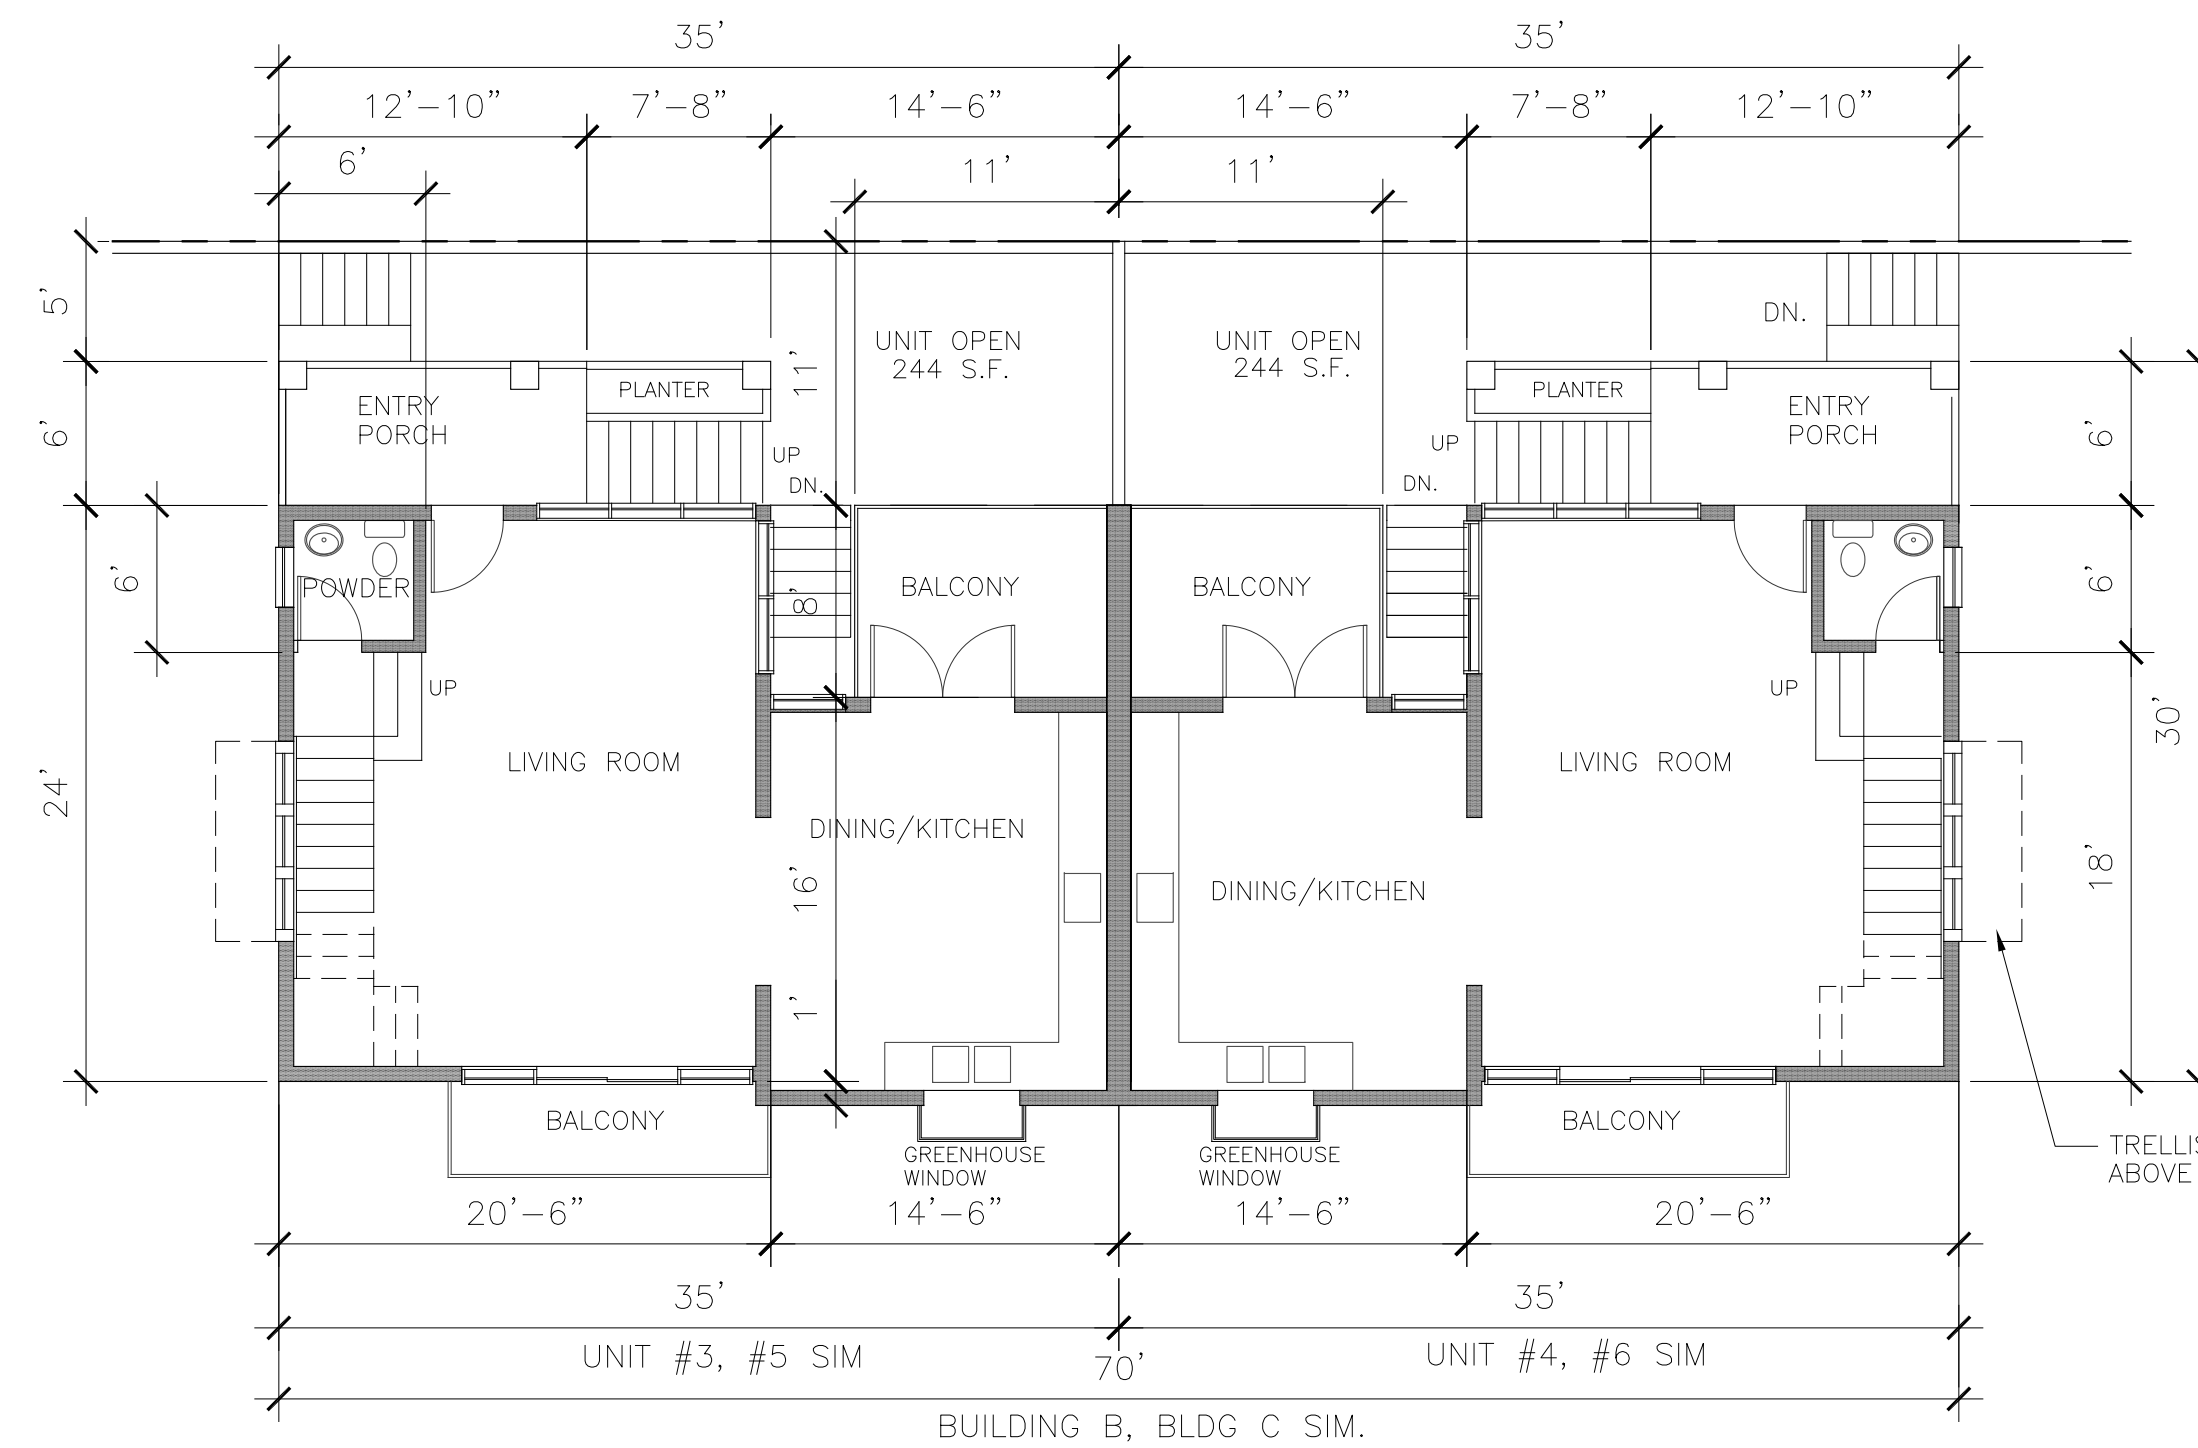 35' 35'
12'-10" 7'-8" 14'-6" 14'-6" 7'-8" 12'-10"
6' 11' 11'
5'
DN.
UNIT OPEN
244 S.F.
UNIT OPEN
244 S.F.
11'
PLANTER
PLANTER
ENTRY
PORCH
ENTRY
PORCH
6'
6'
UP
UP
DN.
DN.
6'
POWDER
8'
BALCONY
BALCONY
6'
UP
UP
30'
LIVING ROOM
LIVING ROOM
24'
DINING/KITCHEN
16'
DINING/KITCHEN
18'
1'
BALCONY
BALCONY
GREENHOUSE
WINDOW
GREENHOUSE
WINDOW
ABOVE
20'-6" 14'-6" 14'-6" 20'-6"
35' 35'
UNIT #3, #5 SIM
UNIT #4, #6 SIM
70'
BUILDING B, BLDG C SIM.